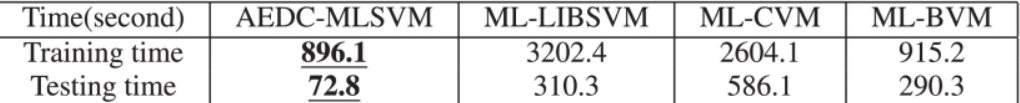 Time(second) AEDC-MLSVM ML-LIBSVM ML-CVM ML-BVM
Training time 896.1 3202.4 2604.1 915.2
Testing time 72.8 310.3 586.1 290.3